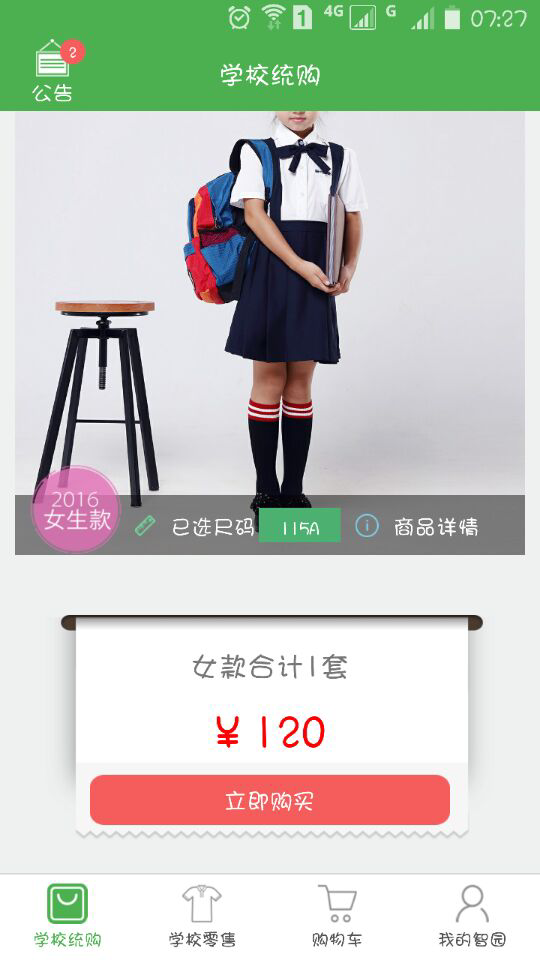 1 4G G 07:27
2
公告
学校统购
2016
女生款
已选尺码 115A 商品详情
女款合计1套
¥ 120
立即购买
学校统购 学校零售 购物车 我的智园